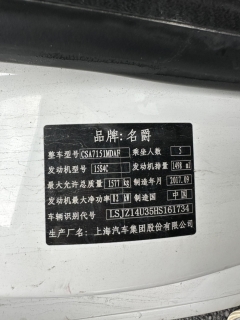 品牌：名爵
整车型号 CSA7151MDAF 乘坐人数 5
发动机型号 15S4C 发动机排量 1498 ml
最大允许总质量 1577 kg 制造年月 2017.09
发动机最大净功率 82 kW 制造国 中国
车辆识别代号 LSJZ14U35HS161734
生产厂名：上海汽车集团股份有限公司